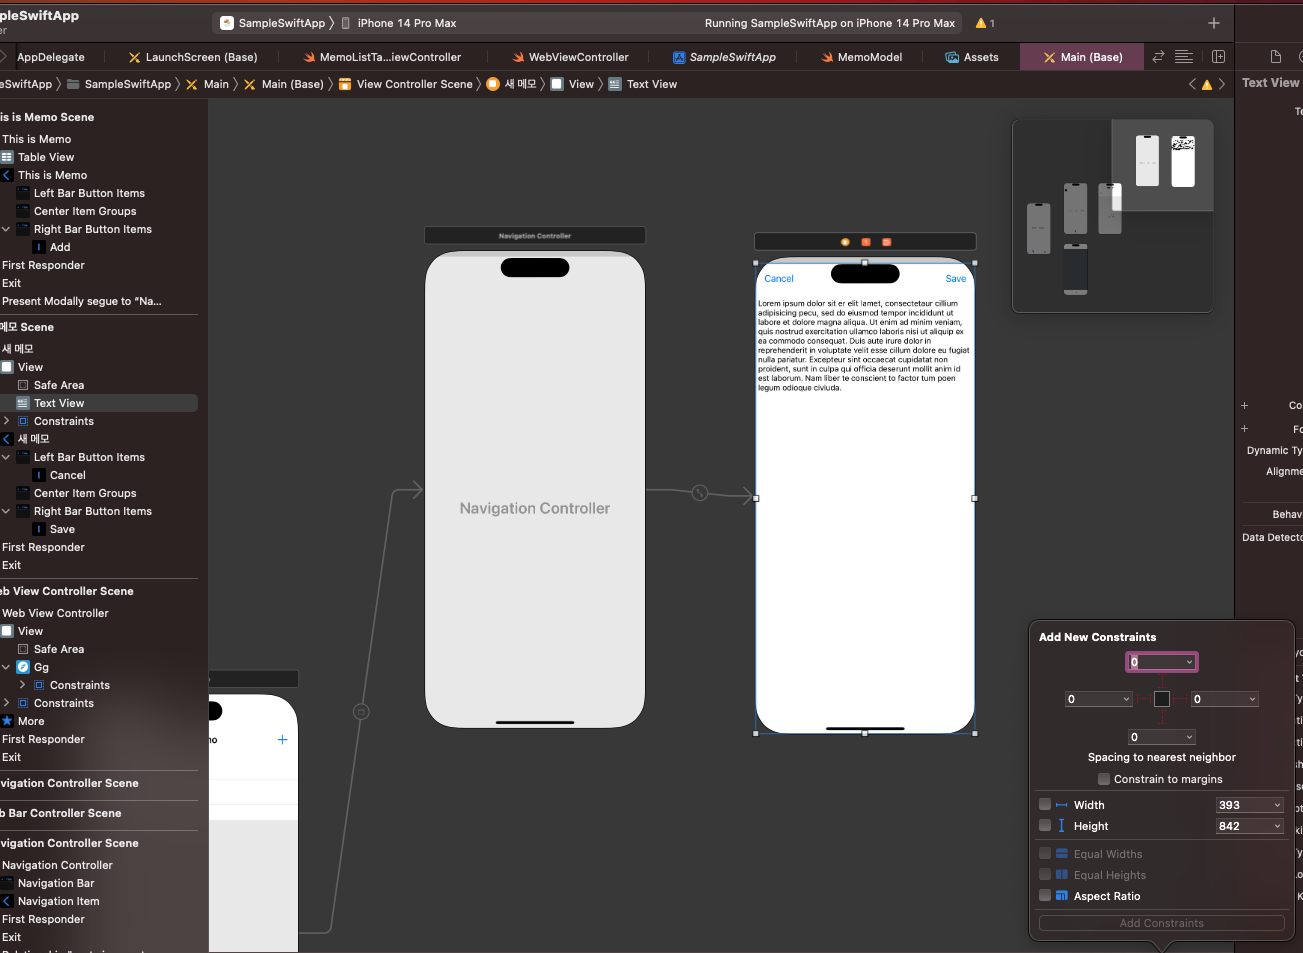 pleSwiftApp
er
SampleSwiftApp
iPhone 14 Pro Max
Running SampleSwiftApp on iPhone 14 Pro Max
1
AppDelegate
LaunchScreen (Base)
MemoListTa...iewController
WebViewController
SampleSwiftApp
MemoModel
Assets
Main (Base)
eSwiftApp
SampleSwiftApp
Main
Main (Base)
View Controller Scene
새 메모
View
Text View
Text View
Te
is is Memo Scene
This is Memo
Table View
This is Memo
Left Bar Button Items
Center Item Groups
Right Bar Button Items
Add
First Responder
Exit
Present Modally segue to “Na...
메모 Scene
새 메모
View
Safe Area
Text View
Constraints
새 메모
Left Bar Button Items
Cancel
Center Item Groups
Right Bar Button Items
Save
First Responder
Exit
eb View Controller Scene
Web View Controller
View
Safe Area
Gg
Constraints
Constraints
More
First Responder
Exit
vigation Controller Scene
b Bar Controller Scene
vigation Controller Scene
Navigation Controller
Navigation Bar
Navigation Item
First Responder
Exit
Navigation Controller
Navigation Controller
Cancel
Save
Lorem ipsum dolor sit er elit lamet, consectetaur cillium
adipisicing pecu, sed do eiusmod tempor incididunt ut
labore et dolore magna aliqua. Ut enim ad minim veniam,
quis nostrud exercitation ullamco laboris nisi ut aliquip ex
ea commodo consequat. Duis aute irure dolor in
reprehenderit in voluptate velit esse cillum dolore eu fugiat
nulla pariatur. Excepteur sint occaecat cupidatat non
proident, sunt in culpa qui officia deserunt mollit anim id
est laborum. Nam liber te conscient to factor tum poen
legum odioque civiuda.
Co
Fo
Dynamic Ty
Alignme
Behav
Data Detecto
Add New Constraints
0
0
0
0
Spacing to nearest neighbor
Constrain to margins
Width
393
Height
842
Equal Widths
Equal Heights
Aspect Ratio
Add Constraints